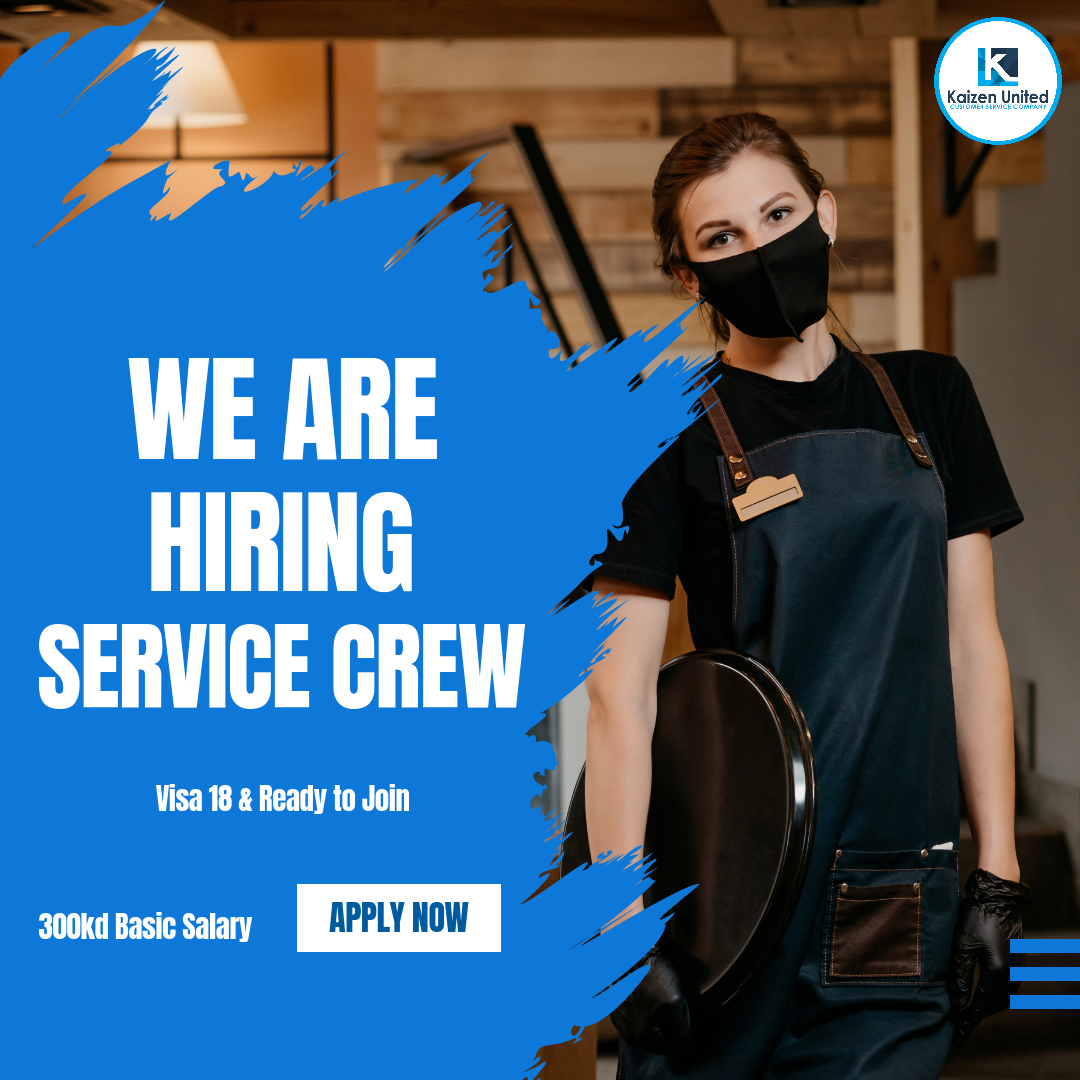 Kaizen United
CUSTOMER SERVICE COMPANY
WE ARE
HIRING
SERVICE CREW
Visa 18 & Ready to Join
300kd Basic Salary
APPLY NOW